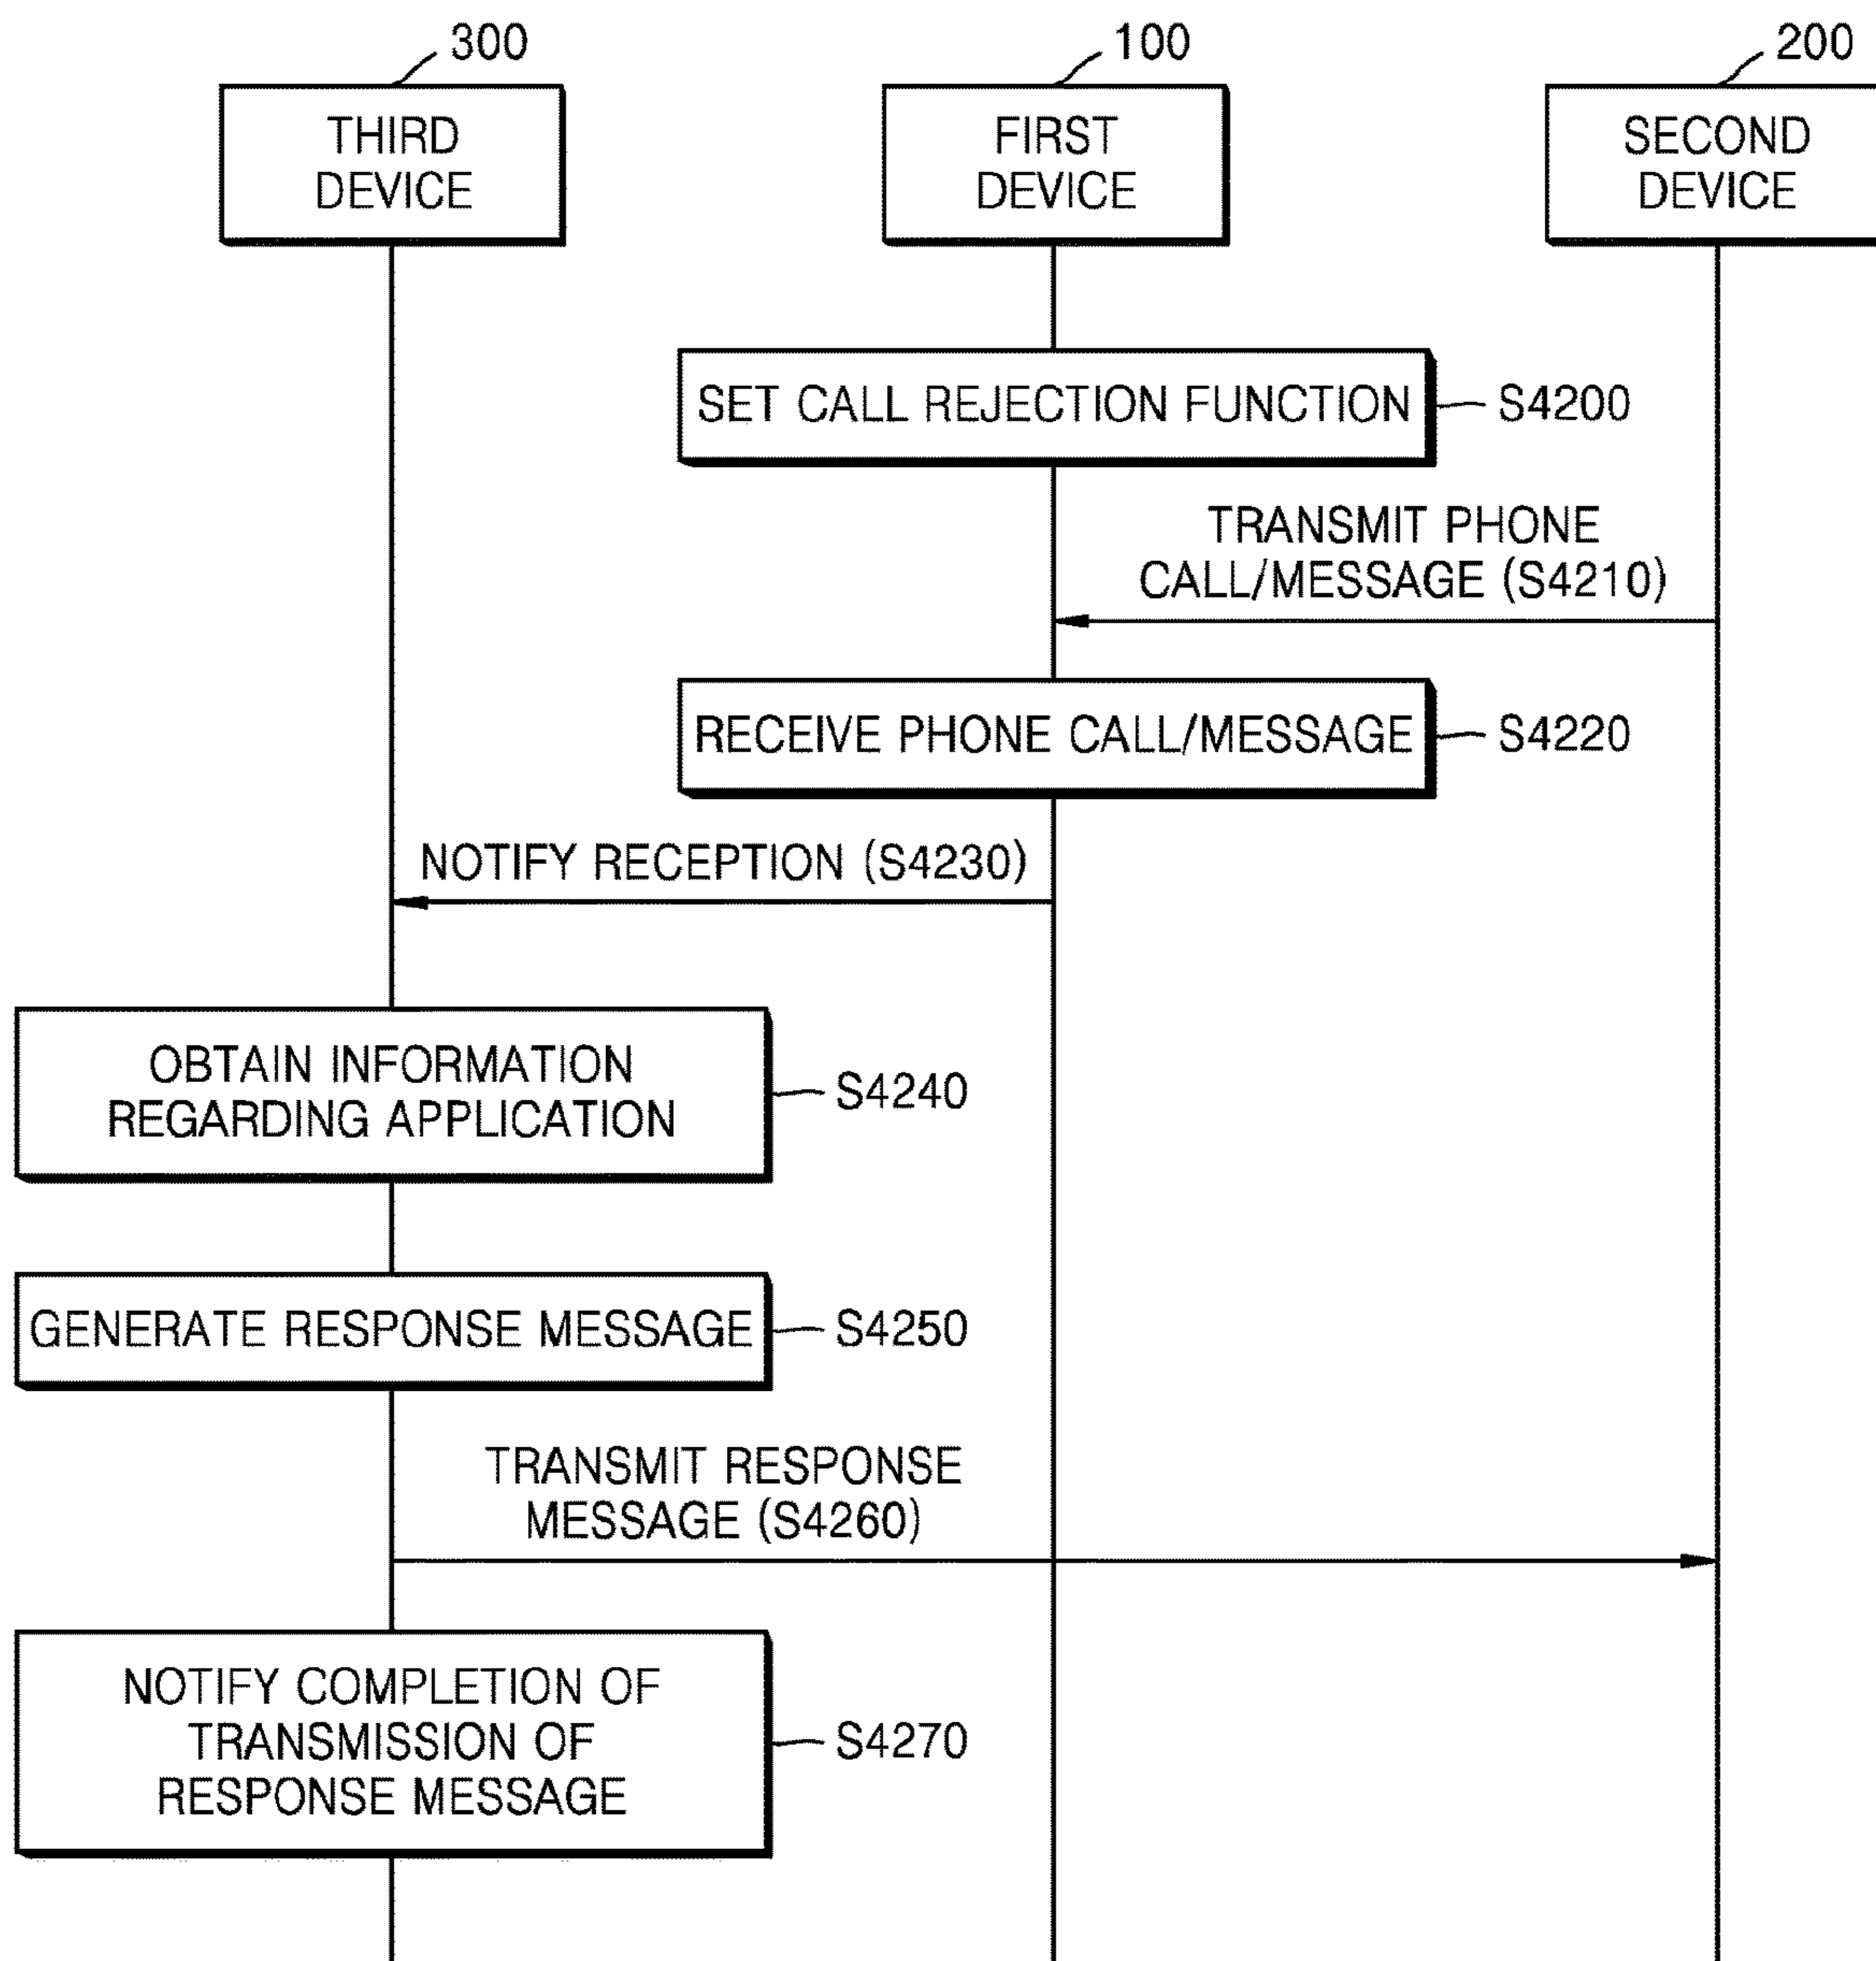 300
100
200
THIRD
DEVICE
FIRST
DEVICE
SECOND
DEVICE
SET CALL REJECTION FUNCTION
S4200
TRANSMIT PHONE
CALL/MESSAGE (S4210)
RECEIVE PHONE CALL/MESSAGE
S4220
NOTIFY RECEPTION (S4230)
OBTAIN INFORMATION
REGARDING APPLICATION
S4240
GENERATE RESPONSE MESSAGE
S4250
TRANSMIT RESPONSE
MESSAGE (S4260)
NOTIFY COMPLETION OF
TRANSMISSION OF
RESPONSE MESSAGE
S4270